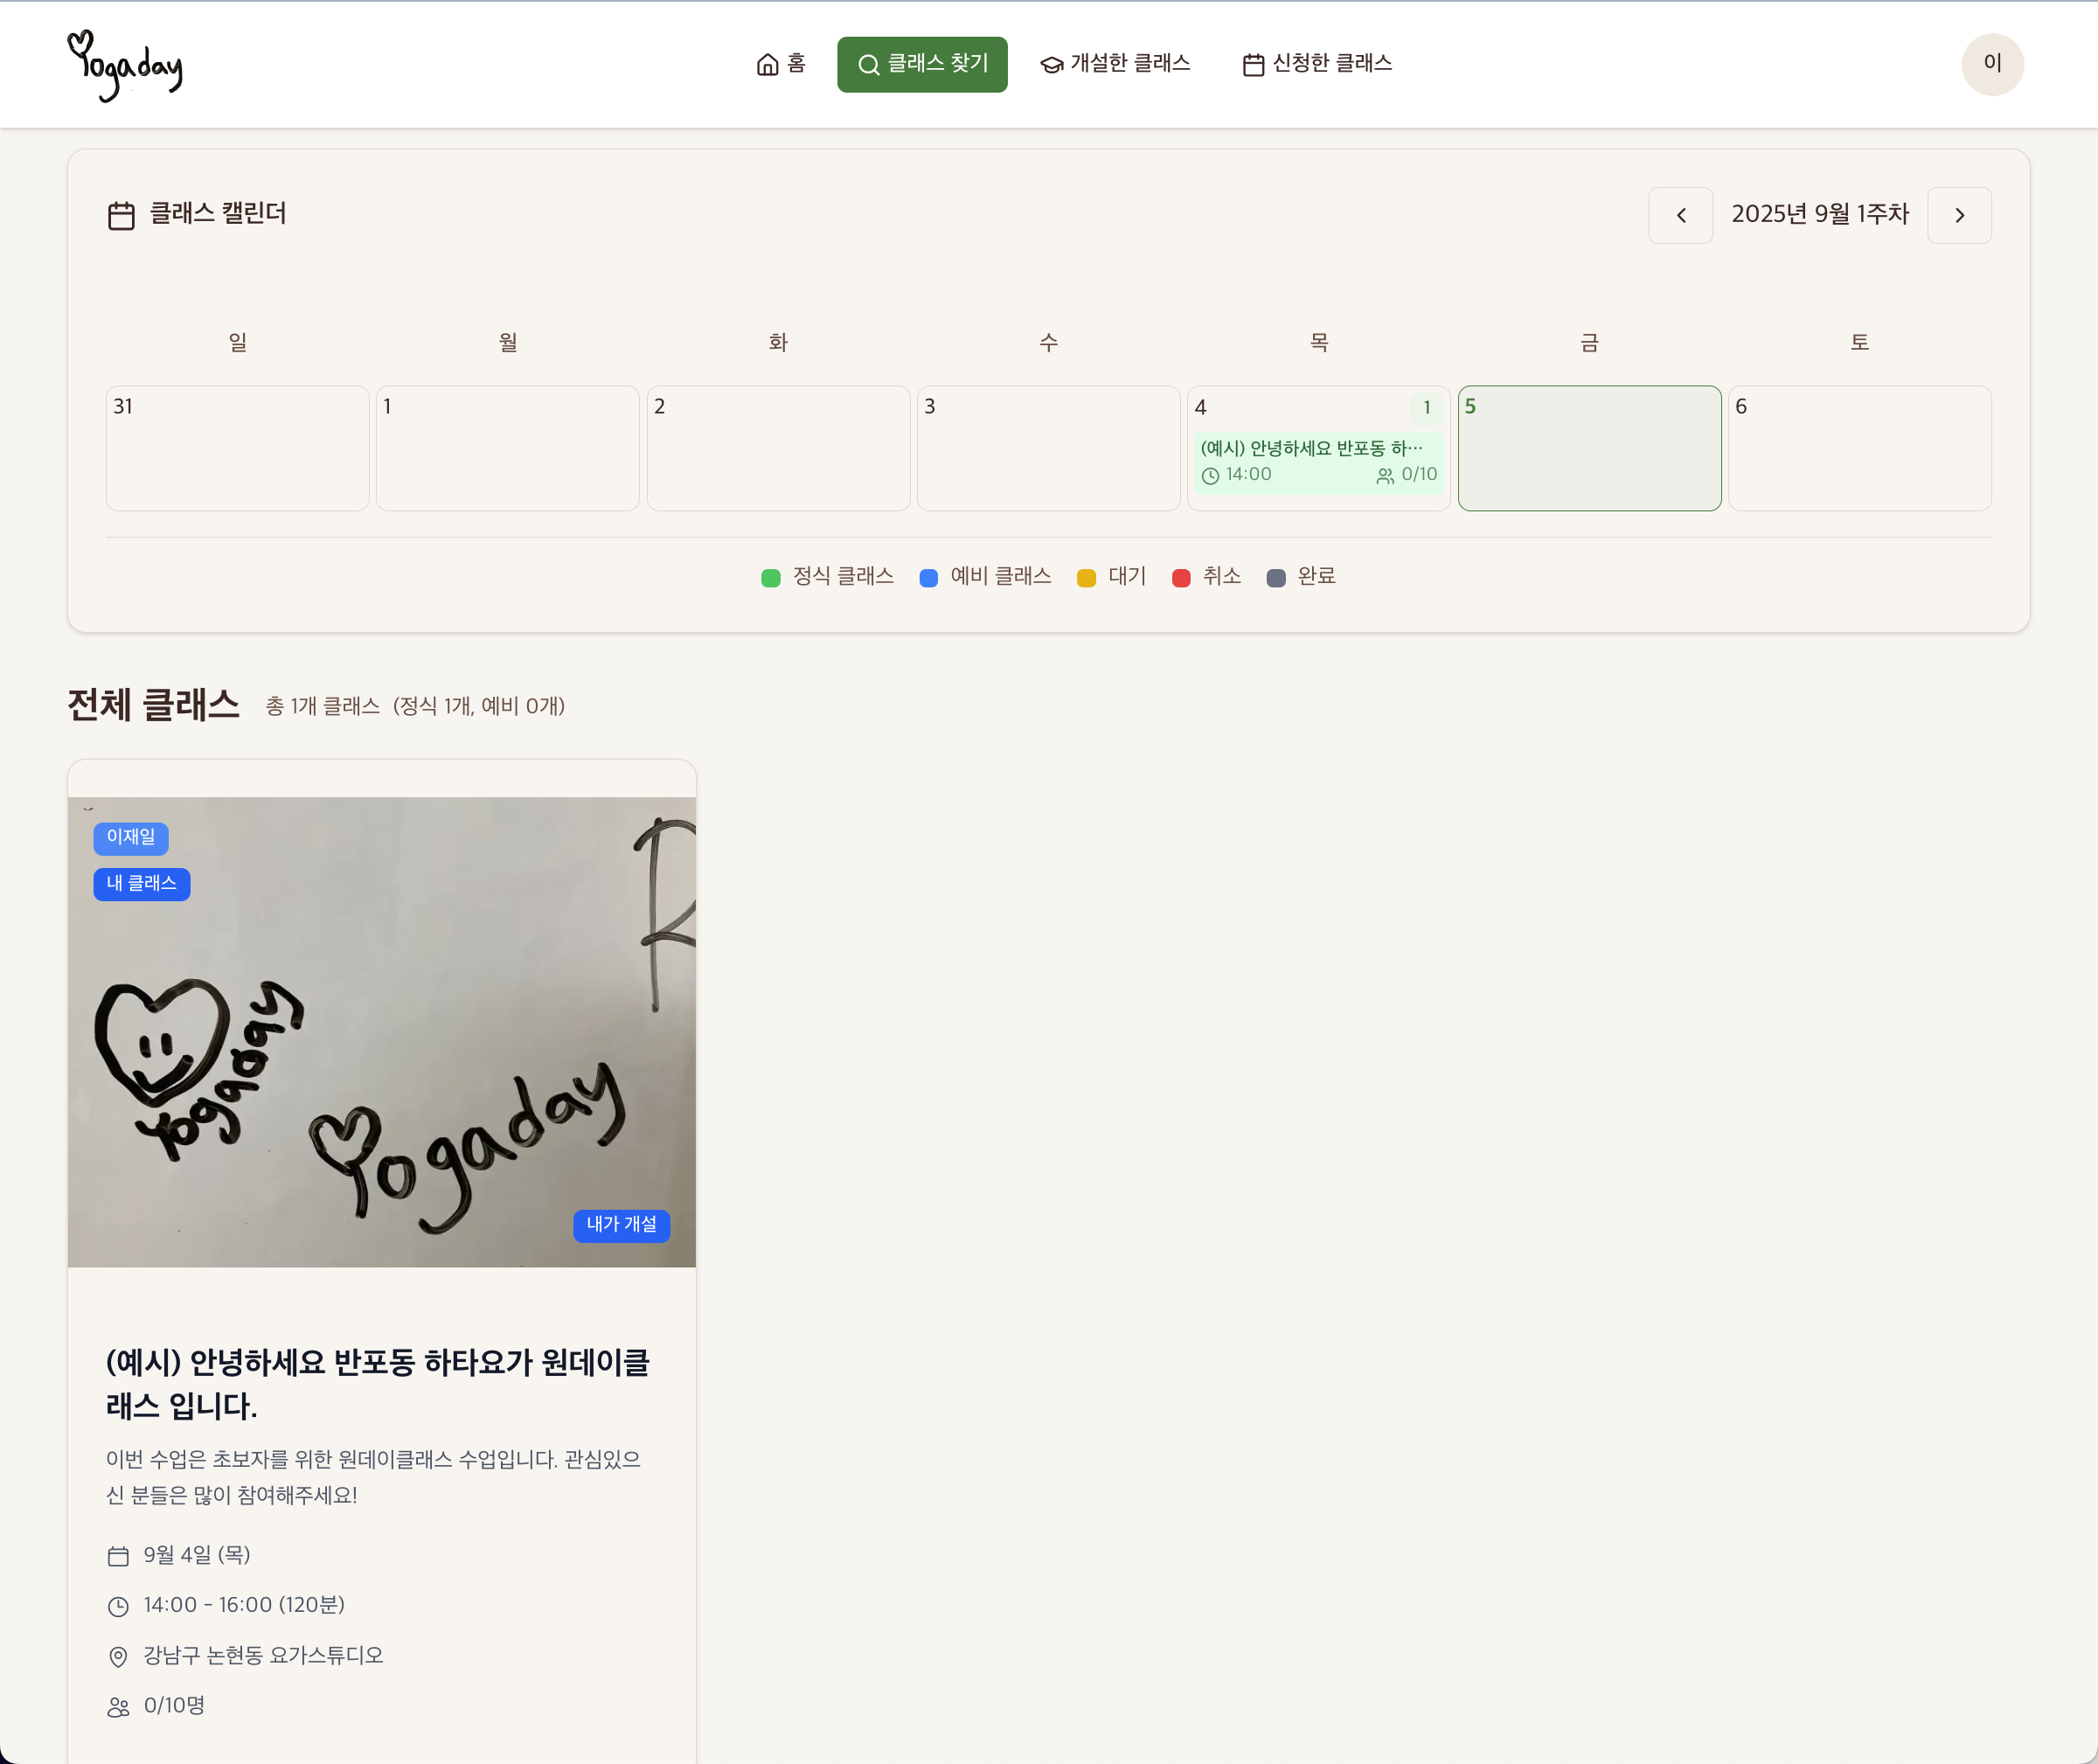 Yogaday
홈
클래스 찾기
개설한 클래스
신청한 클래스
이
클래스 캘린더
2025년 9월 1주차
일 월 화 수 목 금 토
31 1 2 3 4 1 5 6
(예시) 안녕하세요 반포동 하…
14:00 0/10
정식 클래스 예비 클래스 대기 취소 완료
전체 클래스 총 1개 클래스 (정식 1개, 예비 0개)
이재일
내 클래스
R
Yogaday
Yogaday
내가 개설
(예시) 안녕하세요 반포동 하타요가 원데이클
래스 입니다.
이번 수업은 초보자를 위한 원데이클래스 수업입니다. 관심있으
신 분들은 많이 참여해주세요!
9월 4일 (목)
14:00 - 16:00 (120분)
강남구 논현동 요가스튜디오
0/10명